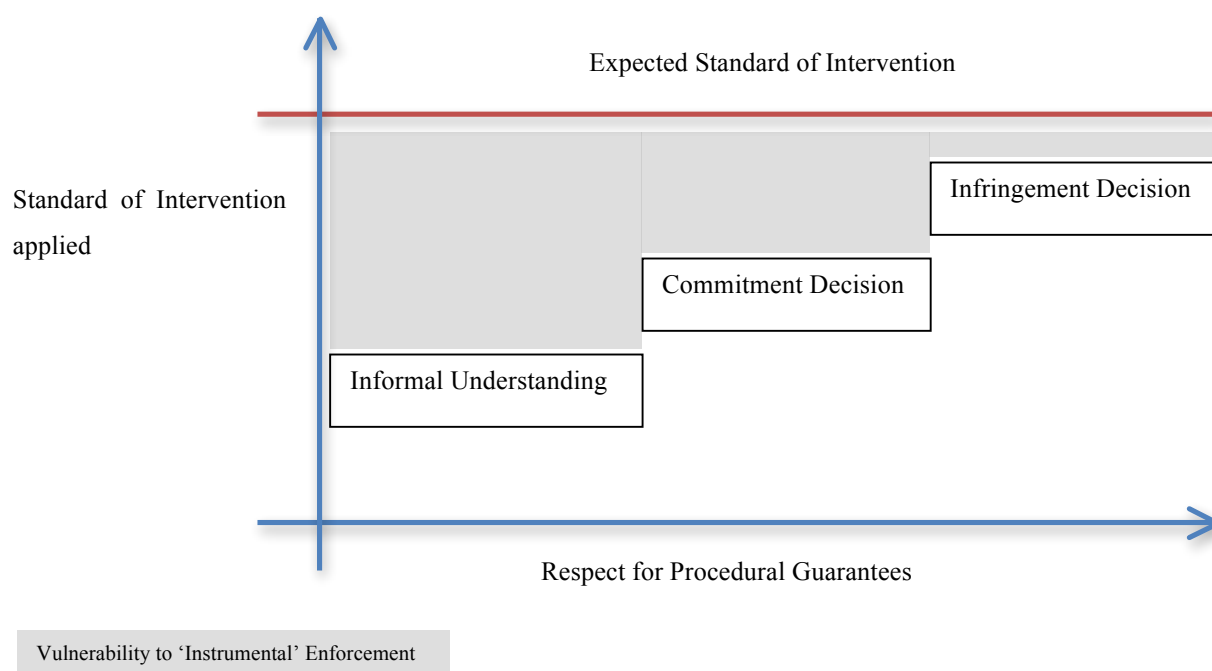 Expected Standard of Intervention
Standard of Intervention
applied
Infringement Decision
Commitment Decision
Informal Understanding
Respect for Procedural Guarantees
Vulnerability to ‘Instrumental’ Enforcement